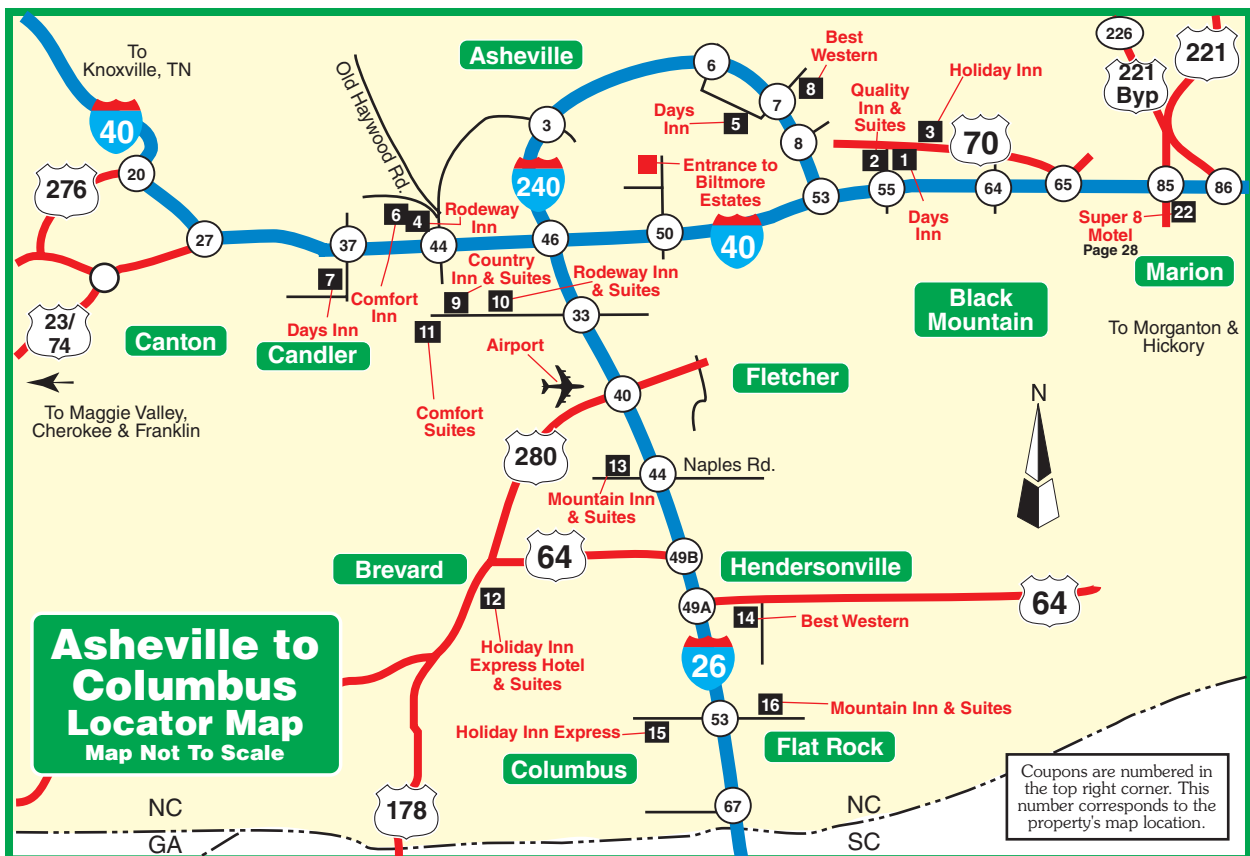 To
Knoxville, TN
40
20
276
27
23/
74
To Maggie Valley,
Cherokee & Franklin
Canton
Old Haywood Rd.
37
7
Days Inn
Candler
6
4
Rodeway
Inn
44
Comfort
Inn
Country
Inn & Suites
9
10
Rodeway Inn
& Suites
11
Comfort
Suites
Asheville
3
240
46
6
7
8
Best
Western
8
Days
Inn
5
Entrance to
Biltmore
Estates
50
40
53
Quality
Inn &
Suites
2
1
Days
Inn
55
Holiday Inn
3
70
64
65
226
221
Byp
221
85
86
Super 8
Motel
Page 28
22
Marion
Black
Mountain
To Morganton &
Hickory
33
Airport
40
Fletcher
280
13
44
Naples Rd.
Mountain Inn
& Suites
N
Brevard
64
49B
Hendersonville
12
Holiday Inn
Express Hotel
& Suites
49A
14
Best Western
64
26
16
Mountain Inn & Suites
53
Holiday Inn Express
15
Columbus
Flat Rock
67
178
Asheville to
Columbus
Locator Map
Map Not To Scale
NC
GA
NC
SC
Coupons are numbered in
the top right corner. This
number corresponds to the
property's map location.